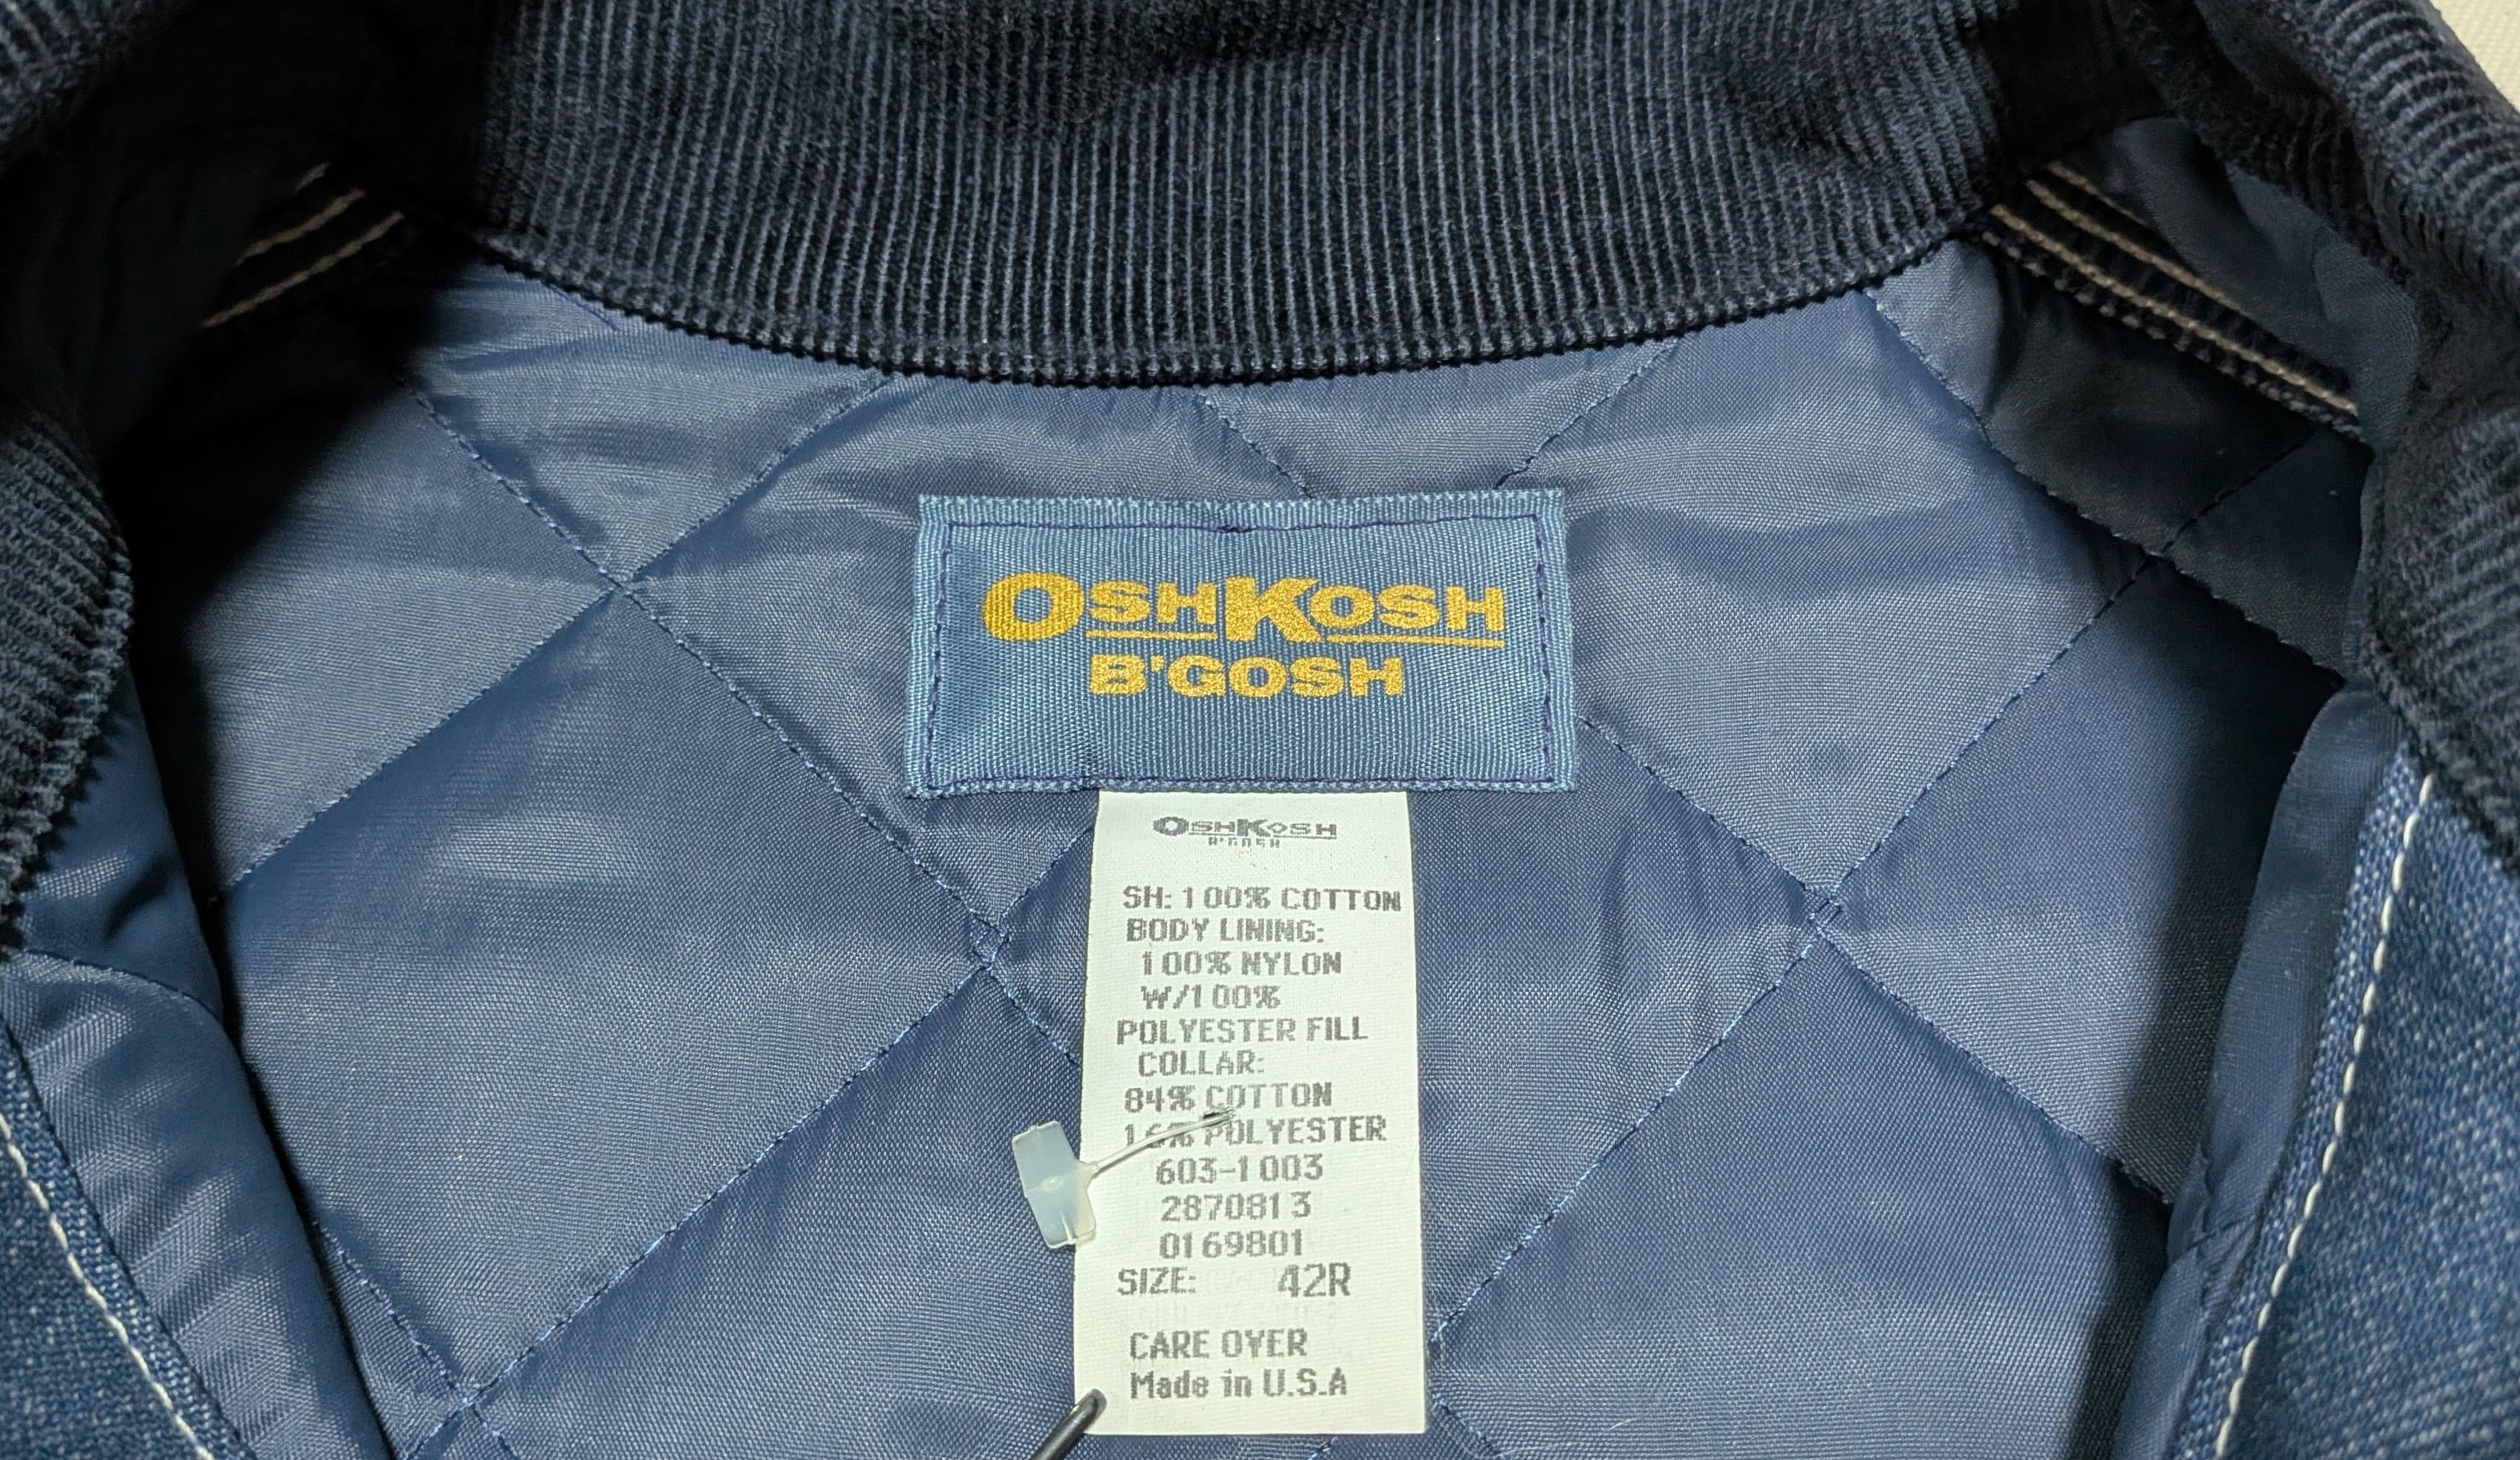 OSHKOSH
B'GOSH
OSHKOSH
B'GOSH
SH: 100% COTTON
BODY LINING:
100% NYLON
W/100%
POLYESTER FILL
COLLAR:
84% COTTON
16% POLYESTER
603-1003
2870813
0169801
SIZE: 42R
CARE OVER
Made in U.S.A